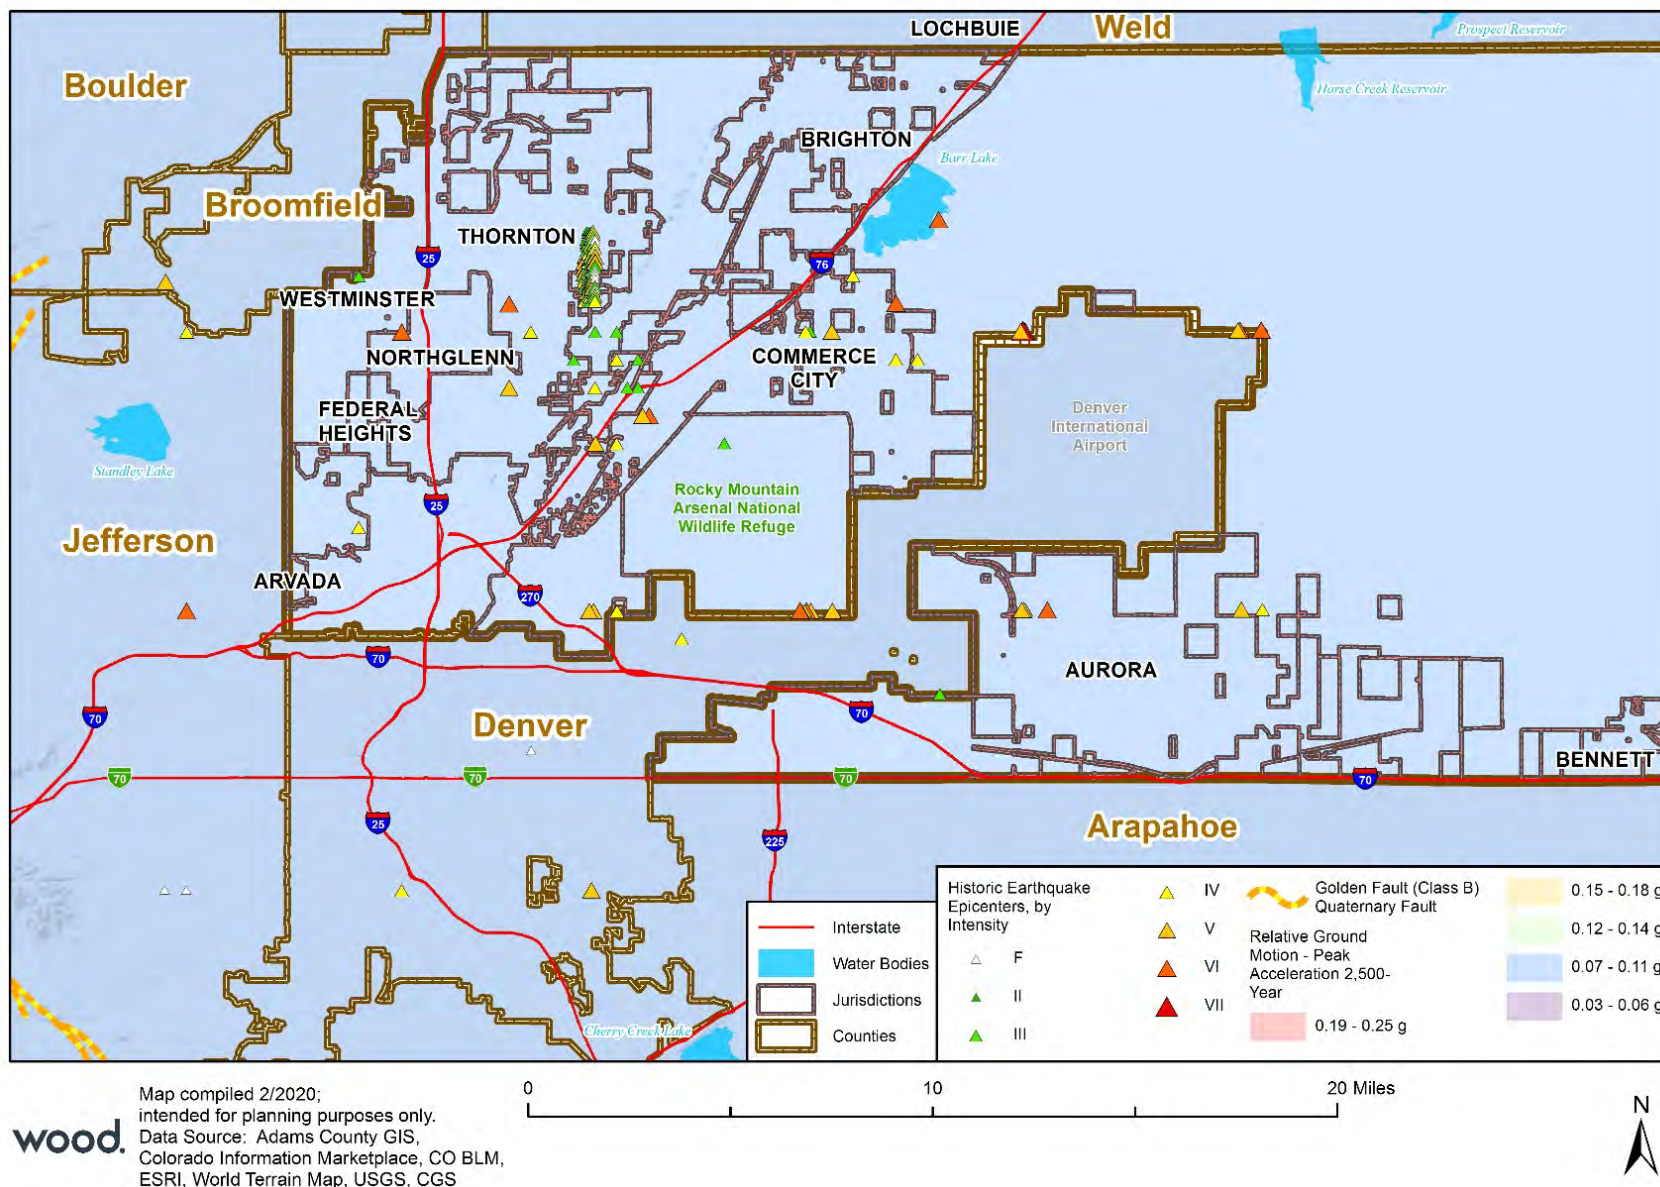 LOCHBUIE
Weld
Prospect Reservoir
Boulder
Horse Creek Reservoir
BRIGHTON
Barr Lake
Broomfield
THORNTON
25
76
WESTMINSTER
NORTHGLENN
COMMERCE
CITY
FEDERAL
HEIGHTS
Denver
International
Airport
Standley Lake
Rocky Mountain
Arsenal National
Wildlife Refuge
25
Jefferson
ARVADA
270
70
AURORA
70
70
Denver
BENNETT
70
70
70
70
25
225
Arapahoe
Cherry Creek Lake
Interstate
Water Bodies
Jurisdictions
Counties
Historic Earthquake
Epicenters, by
Intensity
F
II
III
IV
V
VI
VII
Golden Fault (Class B)
Quaternary Fault
Relative Ground
Motion - Peak
Acceleration 2,500-
Year
0.19 - 0.25 g
0.15 - 0.18 g
0.12 - 0.14 g
0.07 - 0.11 g
0.03 - 0.06 g
wood.
Map compiled 2/2020;
intended for planning purposes only.
Data Source: Adams County GIS,
Colorado Information Marketplace, CO BLM,
ESRI, World Terrain Map, USGS, CGS
0 10 20 Miles
N